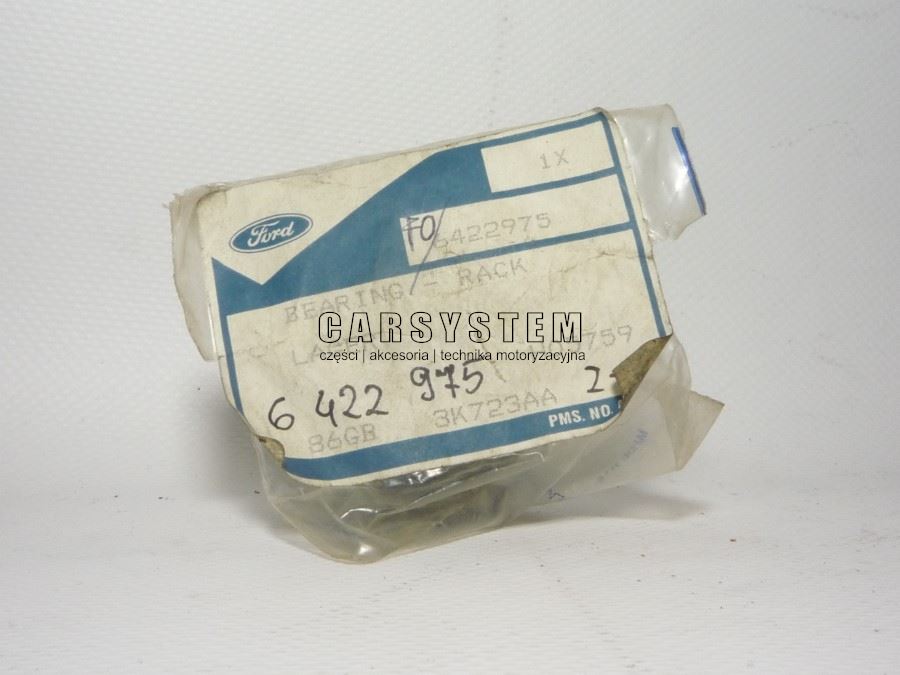 1X
Ford
FO/
6422975
BEARING - RACK
CARSYSTEM
części | akcesoria | technika motoryzacyjna
6 422 975
86GB 3K723AA
PMS. NO.